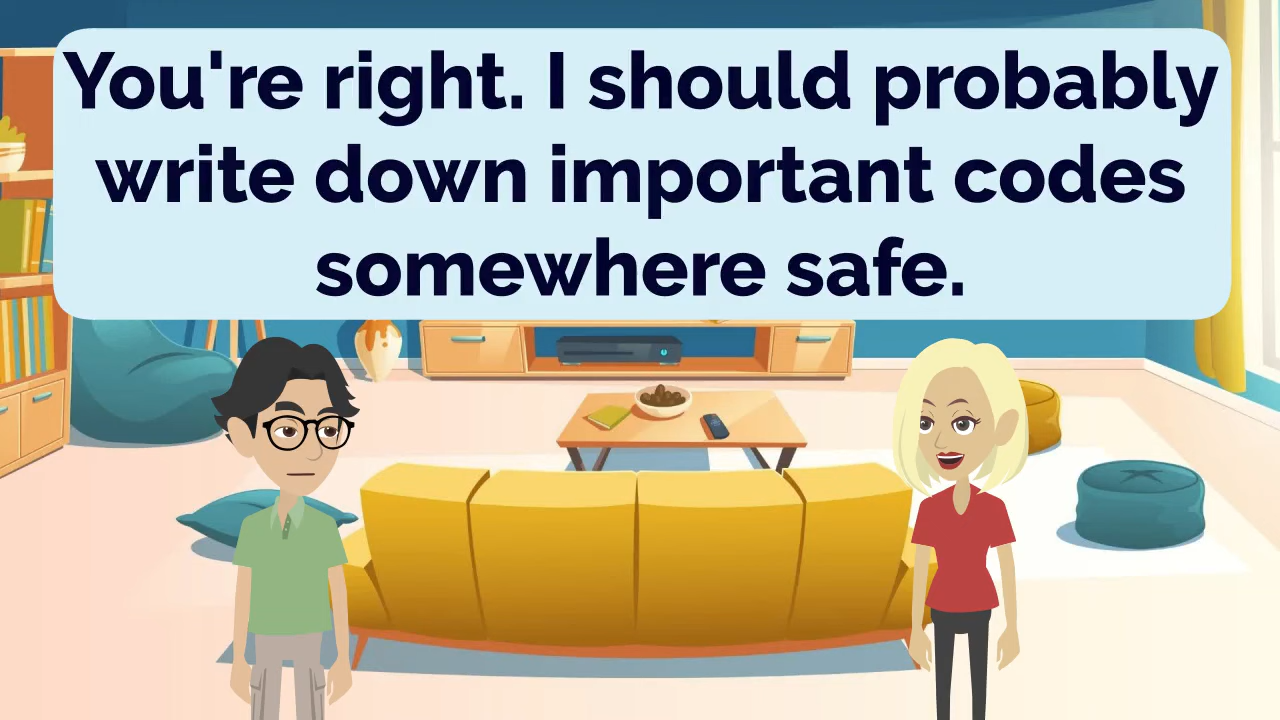 You're right. I should probably
write down important codes
somewhere safe.